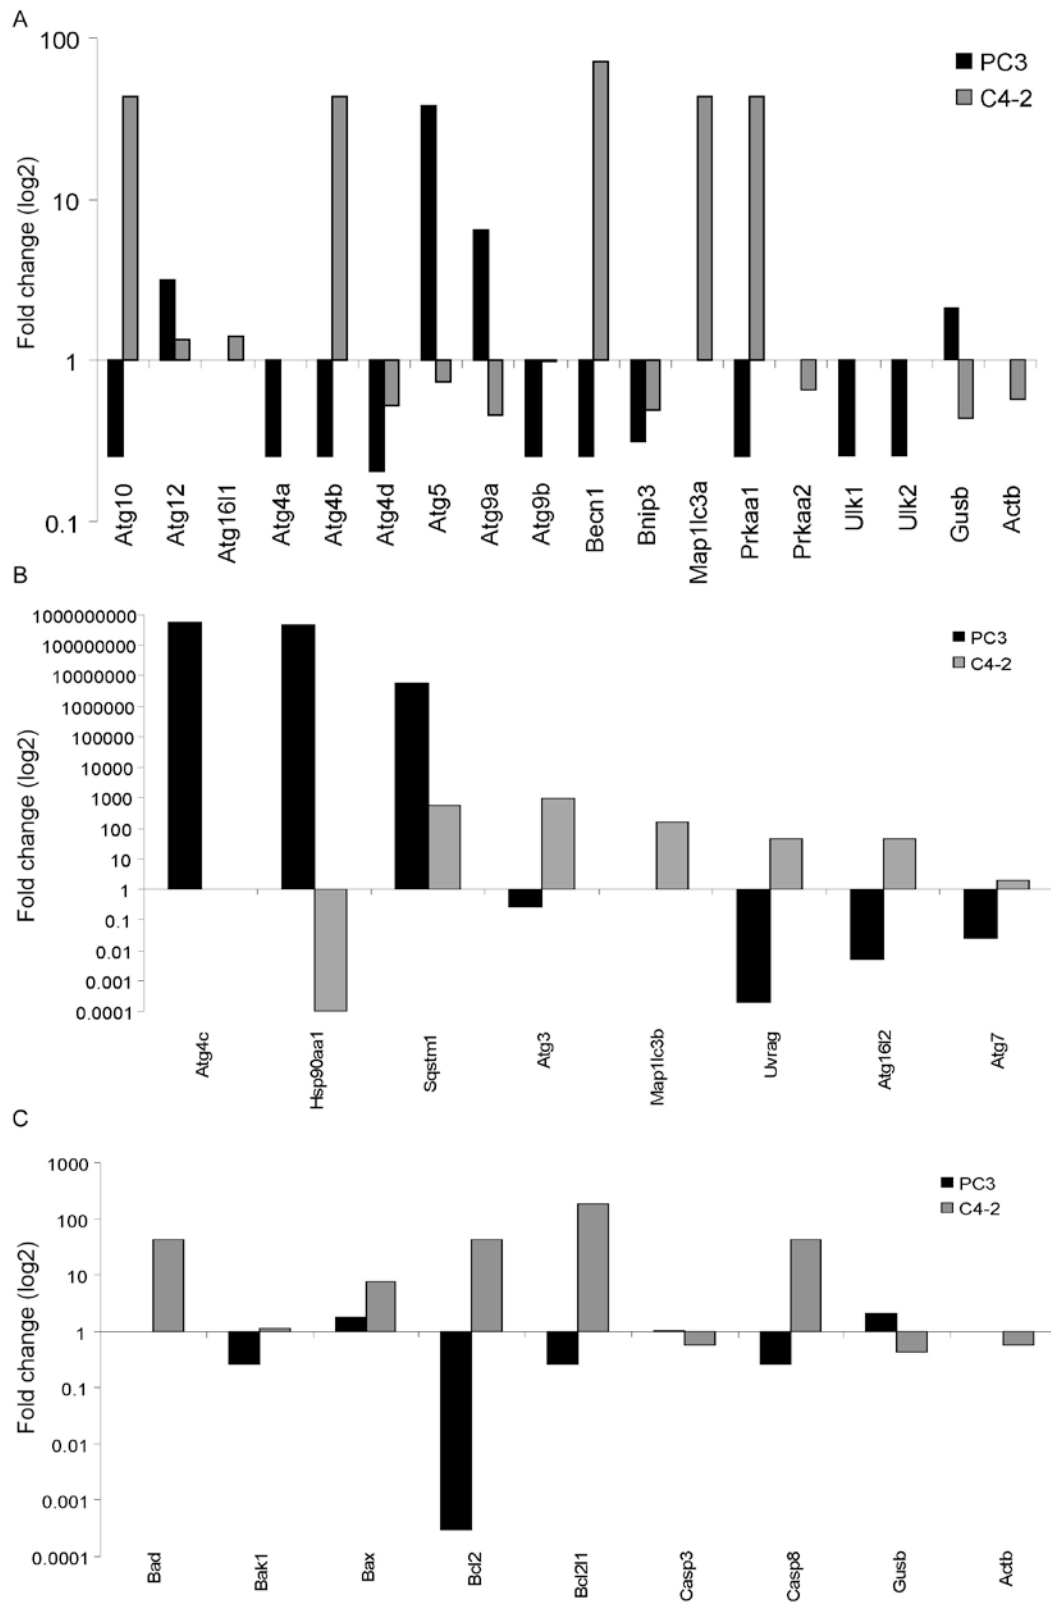 A
Fold change (log2)
100
10
1
0.1
PC3
C4-2
Atg10
Atg12
Atg16l1
Atg4a
Atg4b
Atg4d
Atg5
Atg9a
Atg9b
Becn1
Bnip3
Map1lc3a
Prkaa1
Prkaa2
Ulk1
Ulk2
Gusb
Actb
B
Fold change (log2)
1000000000
100000000
10000000
1000000
100000
10000
1000
100
10
1
0.1
0.01
0.001
0.0001
PC3
C4-2
Atg4c
Hsp90aa1
Sqstm1
Atg3
Map1lc3b
Uvrag
Atg16l2
Atg7
C
Fold change (log2)
1000
100
10
1
0.1
0.01
0.001
0.0001
PC3
C4-2
Bad
Bak1
Bax
Bcl2
Bcl2l1
Casp3
Casp8
Gusb
Actb